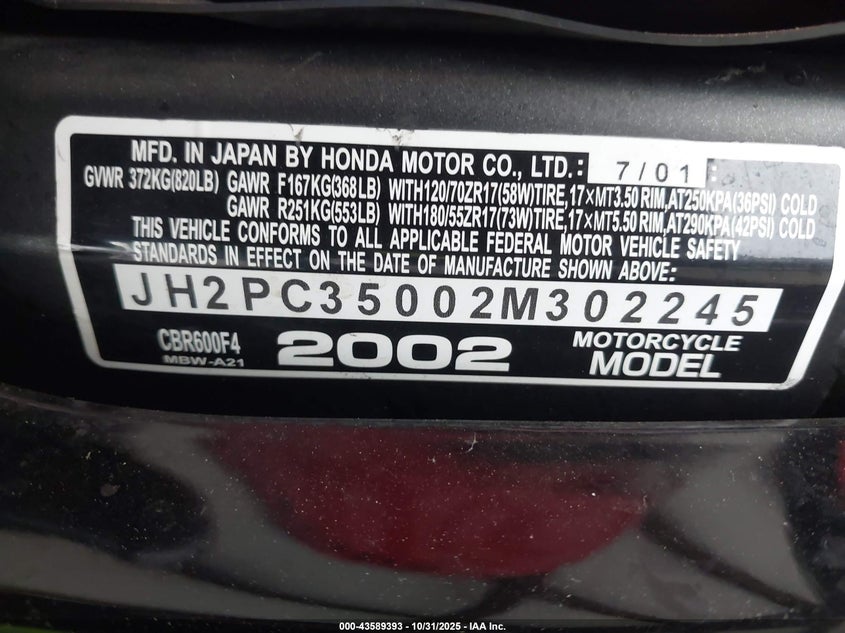 MFD. IN JAPAN BY HONDA MOTOR CO., LTD.: 7/01
GVWR 372KG(820LB) GAWR F167KG(368LB) WITH120/70ZR17(58W)TIRE,17×MT3.50 RIM,AT250KPA(36PSI) COLD
GAWR R251KG(553LB) WITH180/55ZR17(73W)TIRE,17×MT5.50 RIM,AT290KPA(42PSI) COLD
THIS VEHICLE CONFORMS TO ALL APPLICABLE FEDERAL MOTOR VEHICLE SAFETY
STANDARDS IN EFFECT ON THE DATE OF MANUFACTURE SHOWN ABOVE:
JH2PC35002M302245
CBR600F4 2002 MOTORCYCLE
MBW-A21 MODEL
000-43589393 • 10/31/2025 • IAA Inc.